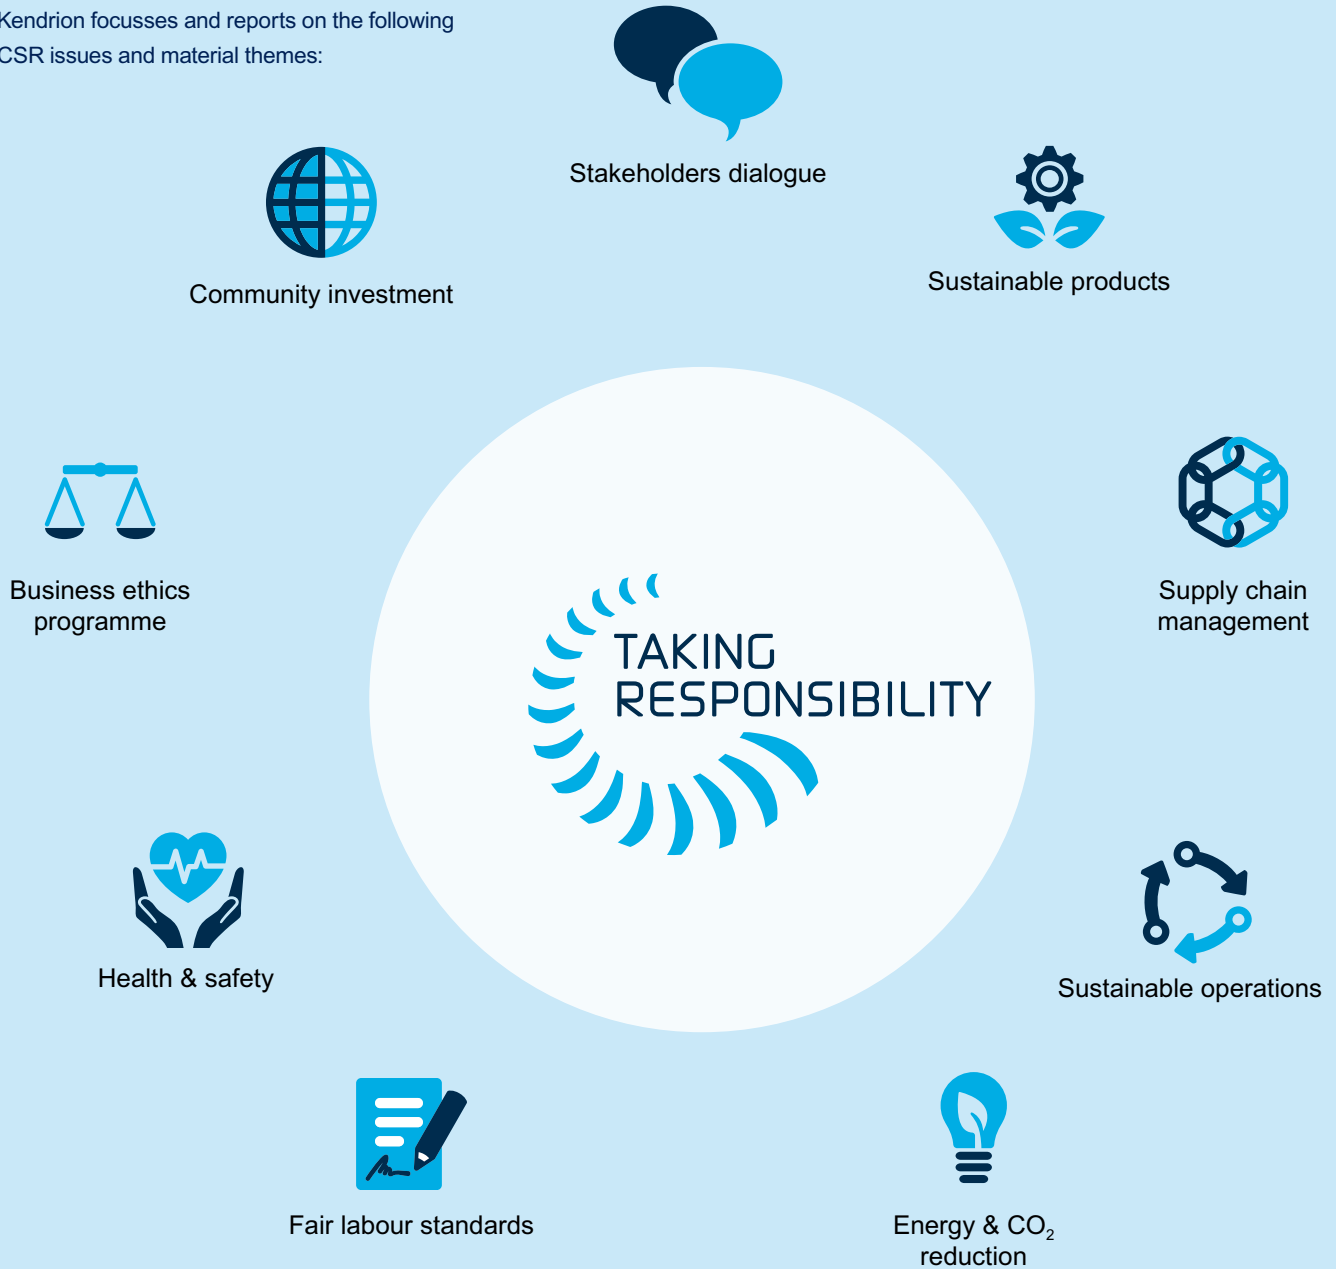 Kendrion focusses and reports on the following
CSR issues and material themes:
Stakeholders dialogue
Sustainable products
Community investment
Supply chain
management
Business ethics
programme
TAKING
RESPONSIBILITY
Health & safety
Sustainable operations
Fair labour standards
Energy & CO₂
reduction